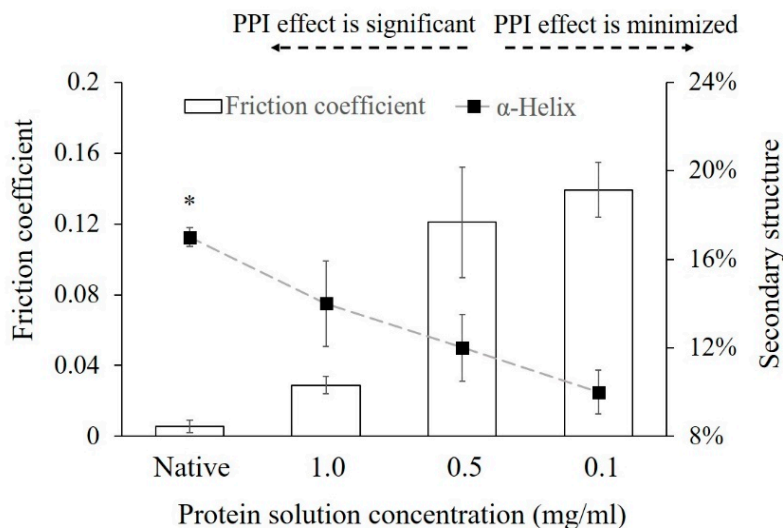 PPI effect is significant PPI effect is minimized
0.2 24%
Friction coefficient α-Helix
0.16 20%
*
0.12 16%
0.08
0.04 12%
0 8%
Friction coefficient
Secondary structure
Native 1.0 0.5 0.1
Protein solution concentration (mg/ml)